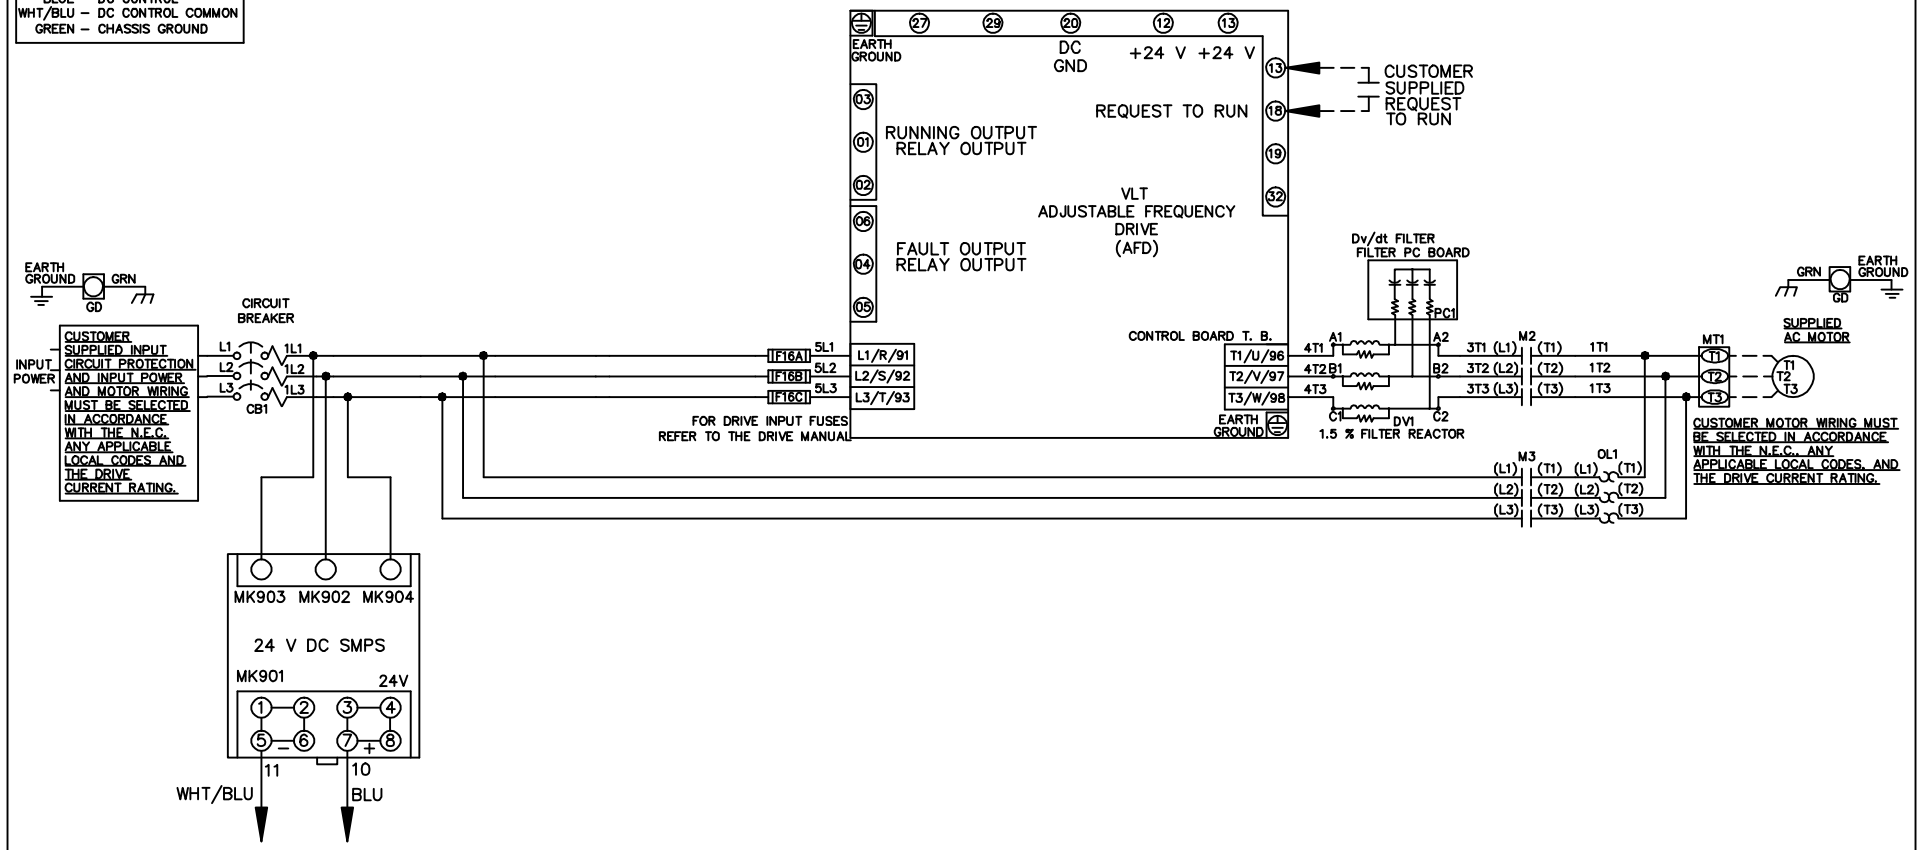 WHT/BLU – DC CONTROL COMMON
GREEN – CHASSIS GROUND
27
29
20
12
13
EARTH
GROUND
DC
GND
+24 V
+24 V
13
18
19
32
REQUEST TO RUN
CUSTOMER
SUPPLIED
REQUEST
TO RUN
03
01
02
RUNNING OUTPUT
RELAY OUTPUT
06
04
05
FAULT OUTPUT
RELAY OUTPUT
VLT
ADJUSTABLE FREQUENCY
DRIVE
(AFD)
EARTH
GROUND
GRN
GD
INPUT
POWER
CUSTOMER
SUPPLIED INPUT
CIRCUIT PROTECTION
AND INPUT POWER
AND MOTOR WIRING
MUST BE SELECTED
IN ACCORDANCE
WITH THE N.E.C.
ANY APPLICABLE
LOCAL CODES AND
THE DRIVE
CURRENT RATING.
CIRCUIT
BREAKER
L1
L2
L3
CB1
1L1
1L2
1L3
F16A
F16B
F16C
5L1
5L2
5L3
L1/R/91
L2/S/92
L3/T/93
FOR DRIVE INPUT FUSES
REFER TO THE DRIVE MANUAL
CONTROL BOARD T. B.
T1/U/96
T2/V/97
T3/W/98
EARTH
GROUND
4T1
4T2
4T3
A1
B1
C1
Dv/dt FILTER
FILTER PC BOARD
PC1
A2
B2
C2
DV1
1.5 % FILTER REACTOR
M2
3T1 (L1) (T1) 1T1
3T2 (L2) (T2) 1T2
3T3 (L3) (T3) 1T3
M3
OL1
(L1) (T1) (L1) (T1)
(L2) (T2) (L2) (T2)
(L3) (T3) (L3) (T3)
MT1
T1
T2
T3
GRN
GD
EARTH
GROUND
SUPPLIED
AC MOTOR
T1
T2
T3
CUSTOMER MOTOR WIRING MUST
BE SELECTED IN ACCORDANCE
WITH THE N.E.C., ANY
APPLICABLE LOCAL CODES, AND
THE DRIVE CURRENT RATING.
MK903 MK902 MK904
24 V DC SMPS
MK901
24V
1 2 3 4
5 – 6 7 + 8
11
10
WHT/BLU
BLU